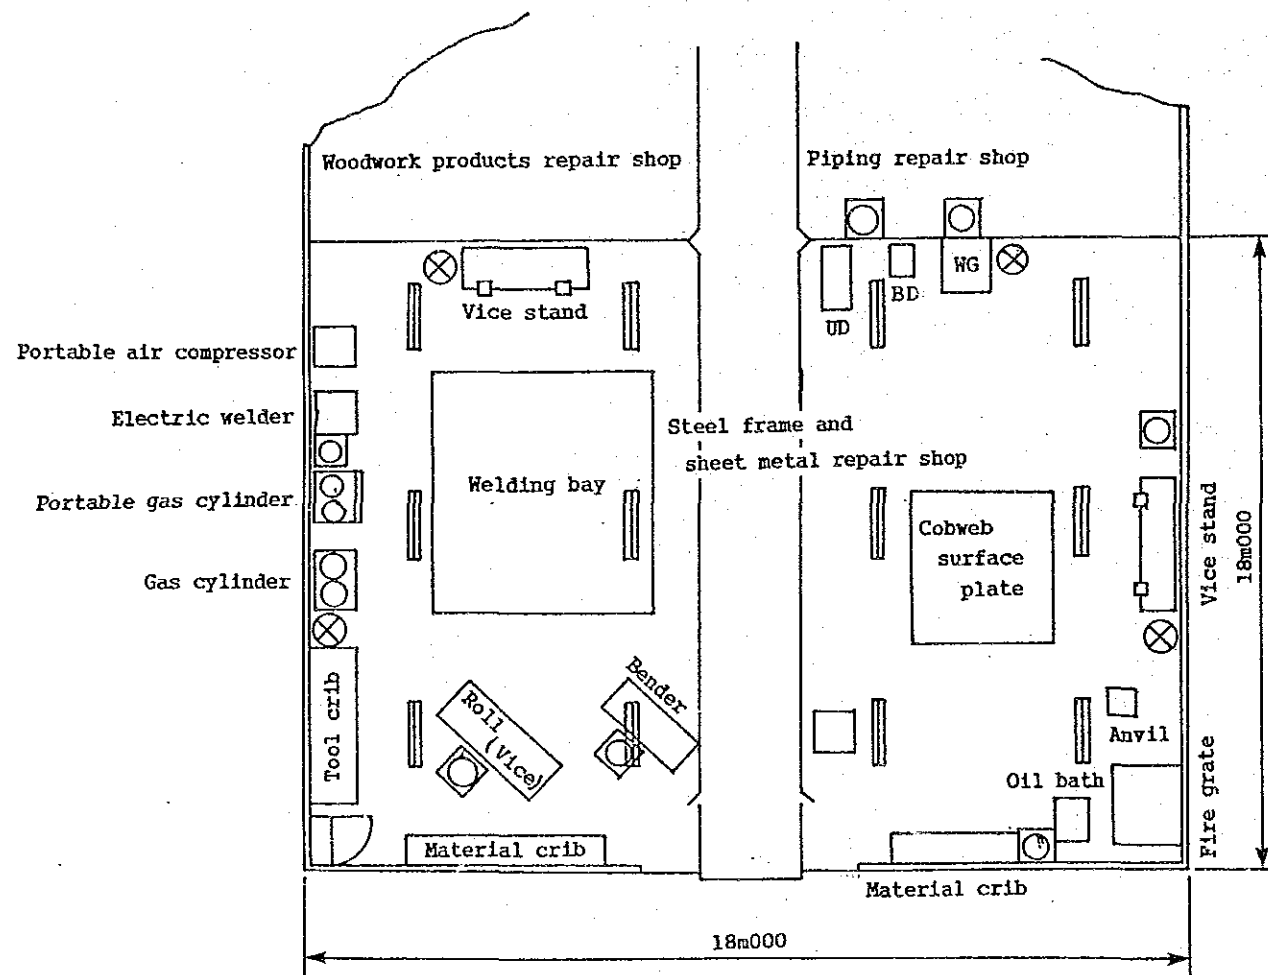 Woodwork products repair shop
Piping repair shop
WG
BD
UD
Vice stand
Portable air compressor
Electric welder
Steel frame and
sheet metal repair shop
Welding bay
Portable gas cylinder
Gas cylinder
Cobweb
surface
plate
Vice stand
18m000
Tool crib
Roll
(Vice)
Bender
Anvil
Oil bath
Fire grate
Material crib
Material crib
18m000